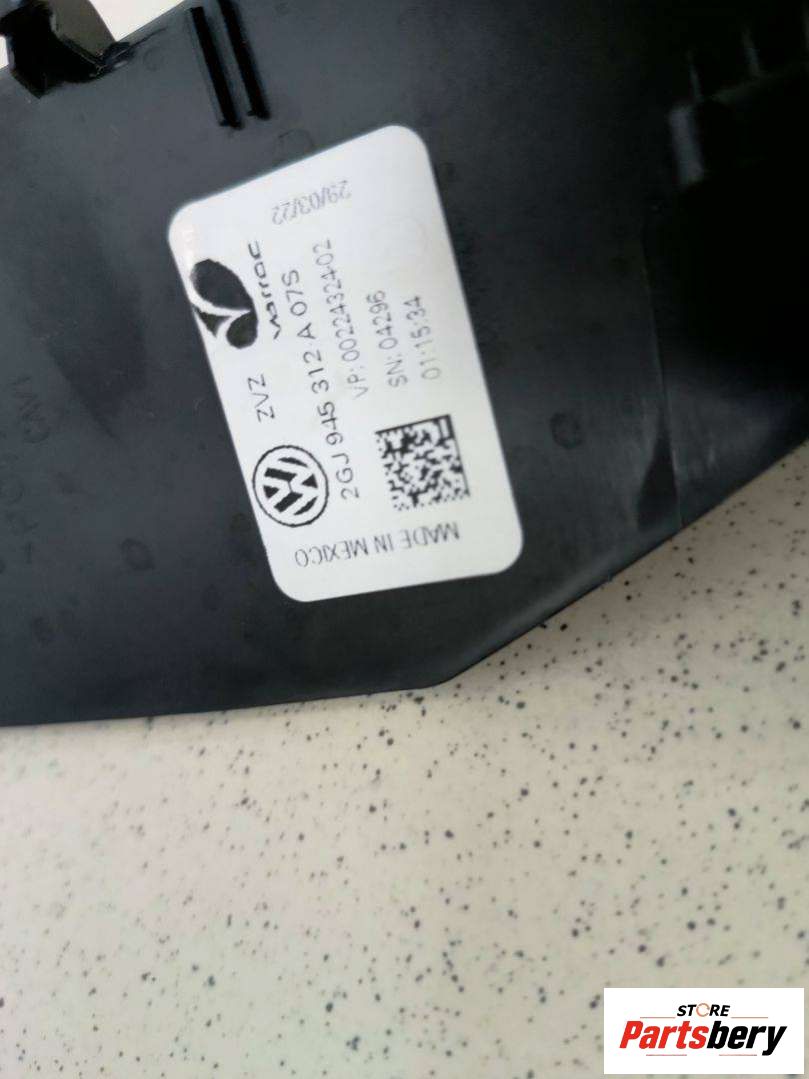 29/03/22
varroc
ZVZ
2GJ 945 312 A 07S
VP: 0022432402
SN: 04296
01:15:34
MADE IN MEXICO
STORE
Partsbery